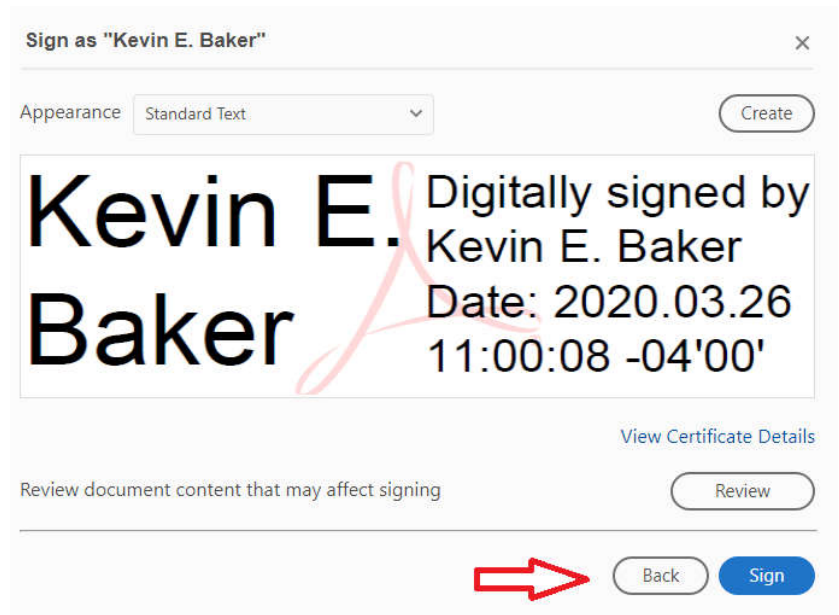 Sign as "Kevin E. Baker"
Appearance Standard Text Create
Kevin E.
Baker
Digitally signed by
Kevin E. Baker
Date: 2020.03.26
11:00:08 -04'00'
View Certificate Details
Review document content that may affect signing Review
Back Sign